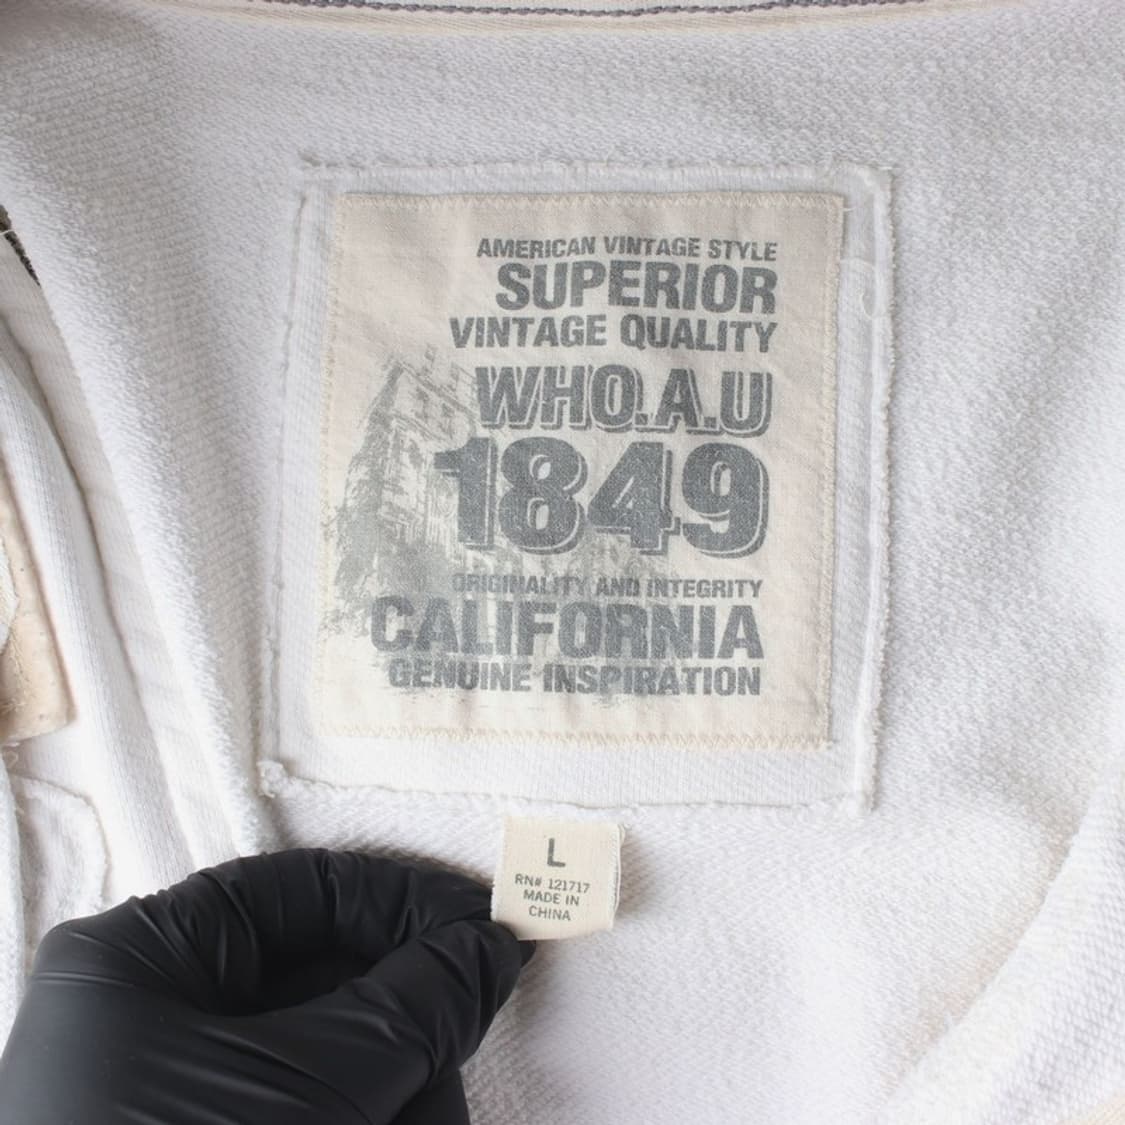 AMERICAN VINTAGE STYLE
SUPERIOR
VINTAGE QUALITY
WHO.A.U
1849
ORIGINALITY AND INTEGRITY
CALIFORNIA
GENUINE INSPIRATION
L
RN# 121717
MADE IN
CHINA